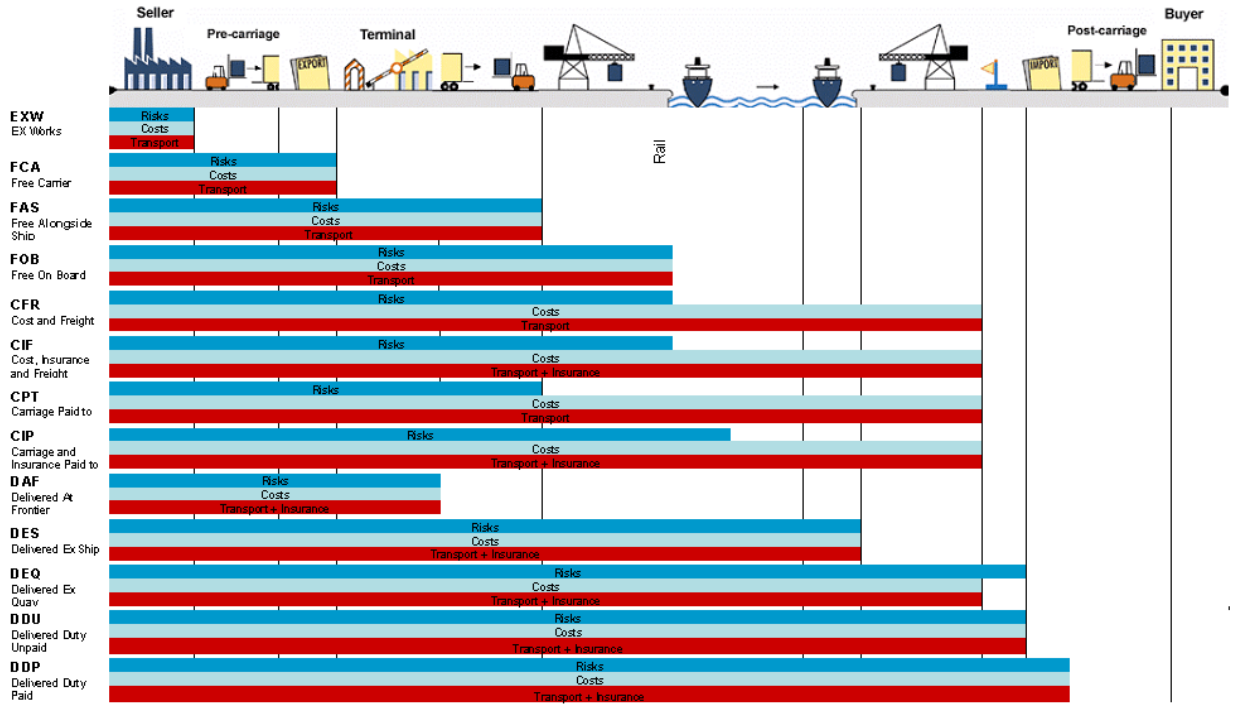 Seller
Pre-carriage
Terminal
Post-carriage
Buyer
EXPORT
IMPORT
Rail
EXW
EX Works
Risks
Costs
Transport
FCA
Free Carrier
Risks
Costs
Transport
FAS
Free Alongside
Ship
Risks
Costs
Transport
FOB
Free On Board
Risks
Costs
Transport
CFR
Cost and Freight
Risks
Costs
Transport
CIF
Cost, Insurance
and Freight
Risks
Costs
Transport + Insurance
CPT
Carriage Paid to
Risks
Costs
Transport
CIP
Carriage and
Insurance Paid to
Risks
Costs
Transport + Insurance
DAF
Delivered At
Frontier
Risks
Costs
Transport + Insurance
DES
Delivered Ex Ship
Risks
Costs
Transport + Insurance
DEQ
Delivered Ex
Quay
Risks
Costs
Transport + Insurance
DDU
Delivered Duty
Unpaid
Risks
Costs
Transport + Insurance
DDP
Delivered Duty
Paid
Risks
Costs
Transport + Insurance